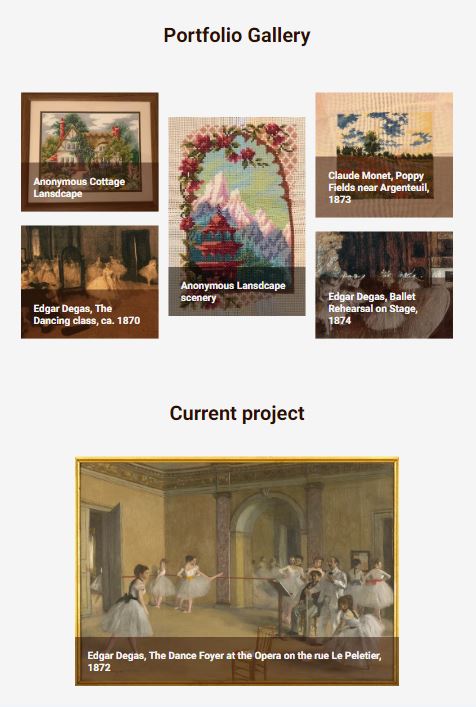 Portfolio Gallery
Anonymous Cottage
Lansdcape
Edgar Degas, The
Dancing class, ca. 1870
Anonymous Lansdcape
scenery
Claude Monet, Poppy
Fields near Argenteuil,
1873
Edgar Degas, Ballet
Rehearsal on Stage,
1874
Current project
Edgar Degas, The Dance Foyer at the Opera on the rue Le Peletier,
1872